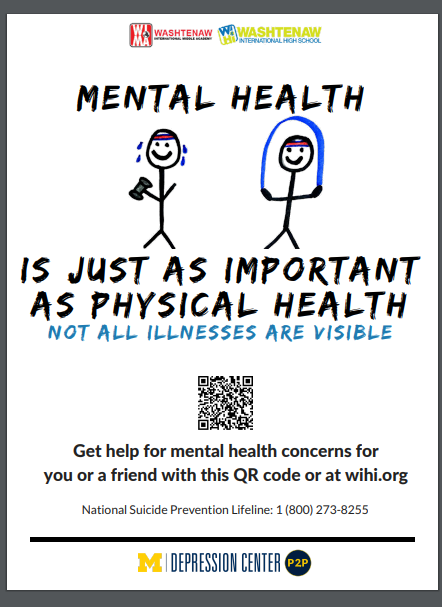 WASHTENAW
INTERNATIONAL MIDDLE ACADEMY
WASHTENAW
INTERNATIONAL HIGH SCHOOL
MENTAL HEALTH
IS JUST AS IMPORTANT
AS PHYSICAL HEALTH
NOT ALL ILLNESSES ARE VISIBLE
Get help for mental health concerns for
you or a friend with this QR code or at wihi.org
National Suicide Prevention Lifeline: 1 (800) 273-8255
M | DEPRESSION CENTER P2P